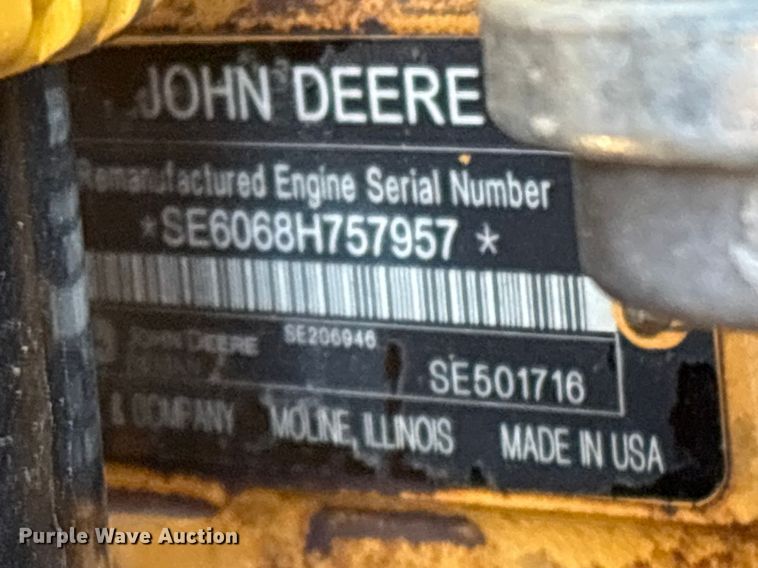 JOHN DEERE
Remanufactured Engine Serial Number
*SE6068H757957*
JOHN DEERE
SE206946
SE501716
& COMPANY MOLINE, ILLINOIS MADE IN USA
Purple Wave Auction